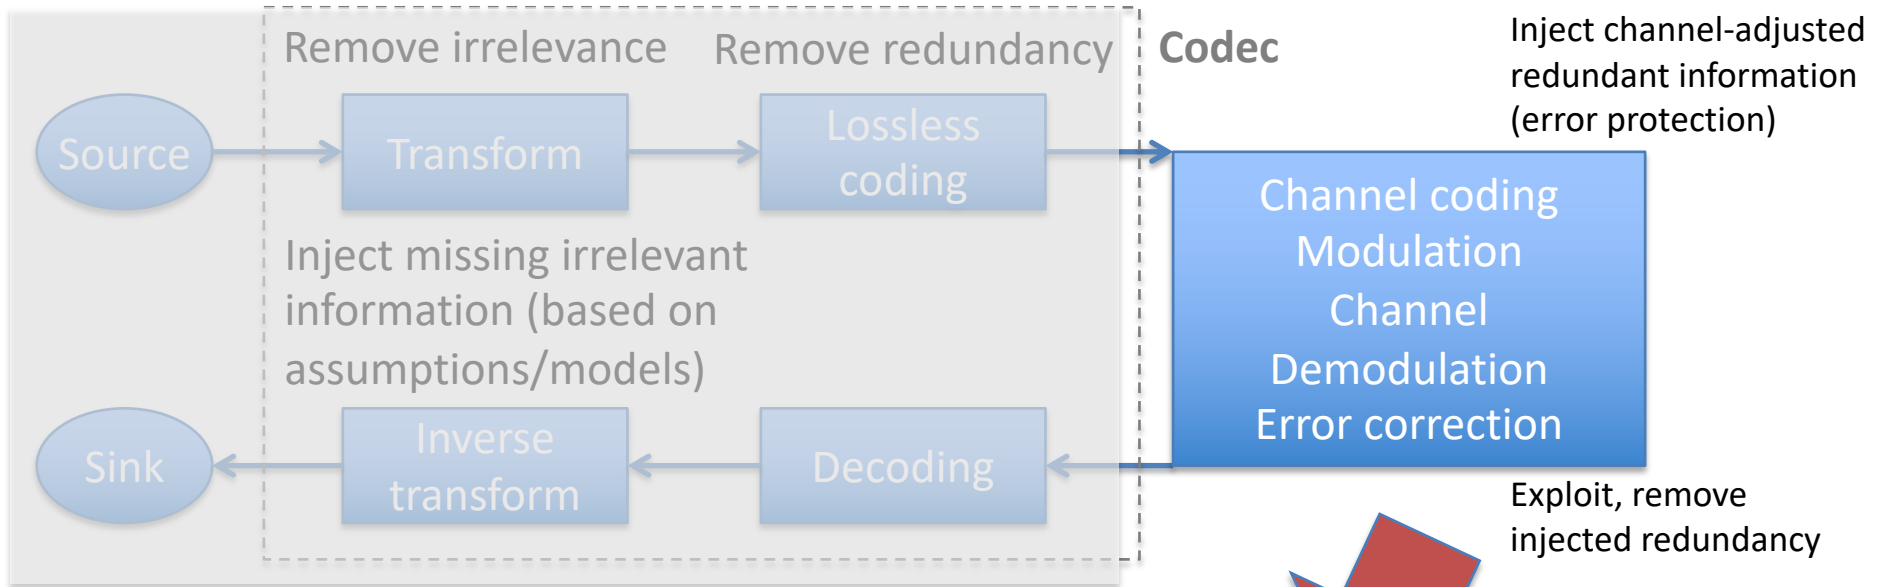 Remove irrelevance
Remove redundancy
Codec
Inject channel-adjusted
redundant information
(error protection)
Source
Transform
Lossless
coding
Channel coding
Modulation
Channel
Demodulation
Error correction
Inject missing irrelevant
information (based on
assumptions/models)
Sink
Inverse
transform
Decoding
Exploit, remove
injected redundancy